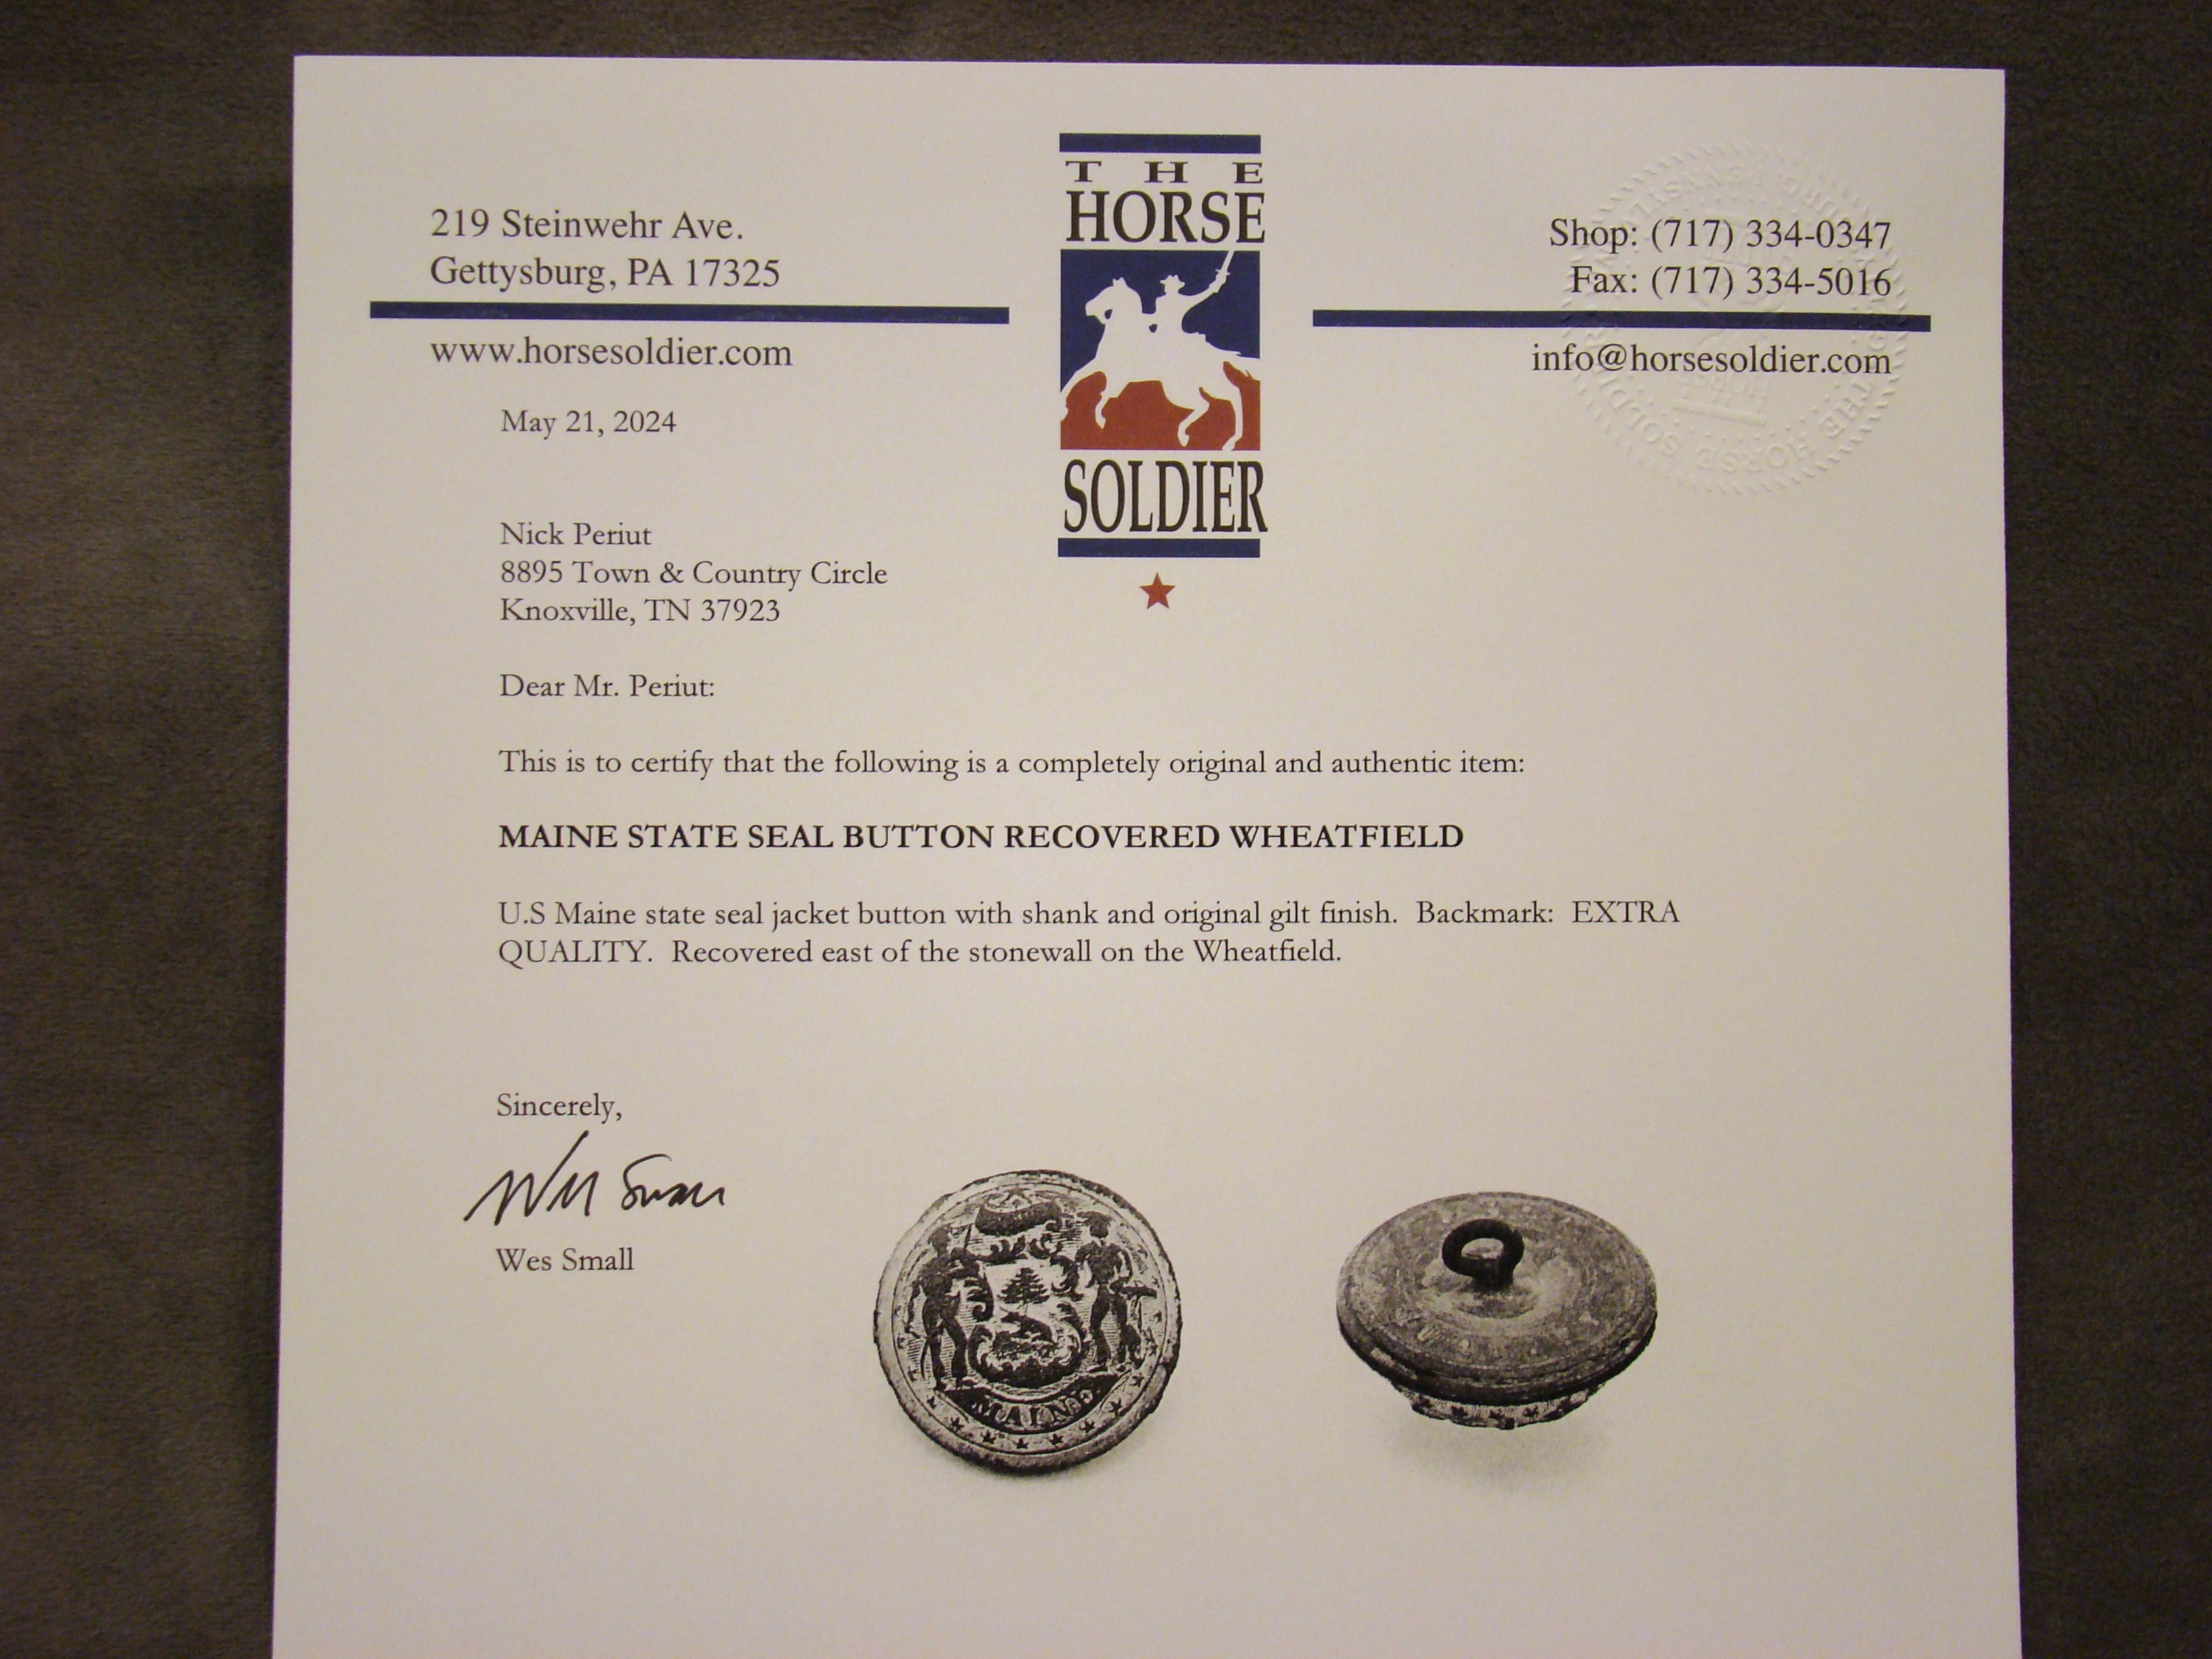 THE
HORSE
SOLDIER
219 Steinwehr Ave.
Gettysburg, PA 17325
www.horsesoldier.com
Shop: (717) 334-0347
Fax: (717) 334-5016
info@horsesoldier.com
THE HORSE SOLDIER
May 21, 2024
Nick Periut
8895 Town & Country Circle
Knoxville, TN 37923
Dear Mr. Periut:
This is to certify that the following is a completely original and authentic item:
MAINE STATE SEAL BUTTON RECOVERED WHEATFIELD
U.S Maine state seal jacket button with shank and original gilt finish. Backmark: EXTRA
QUALITY. Recovered east of the stonewall on the Wheatfield.
Sincerely,
Wes Small
MAINE